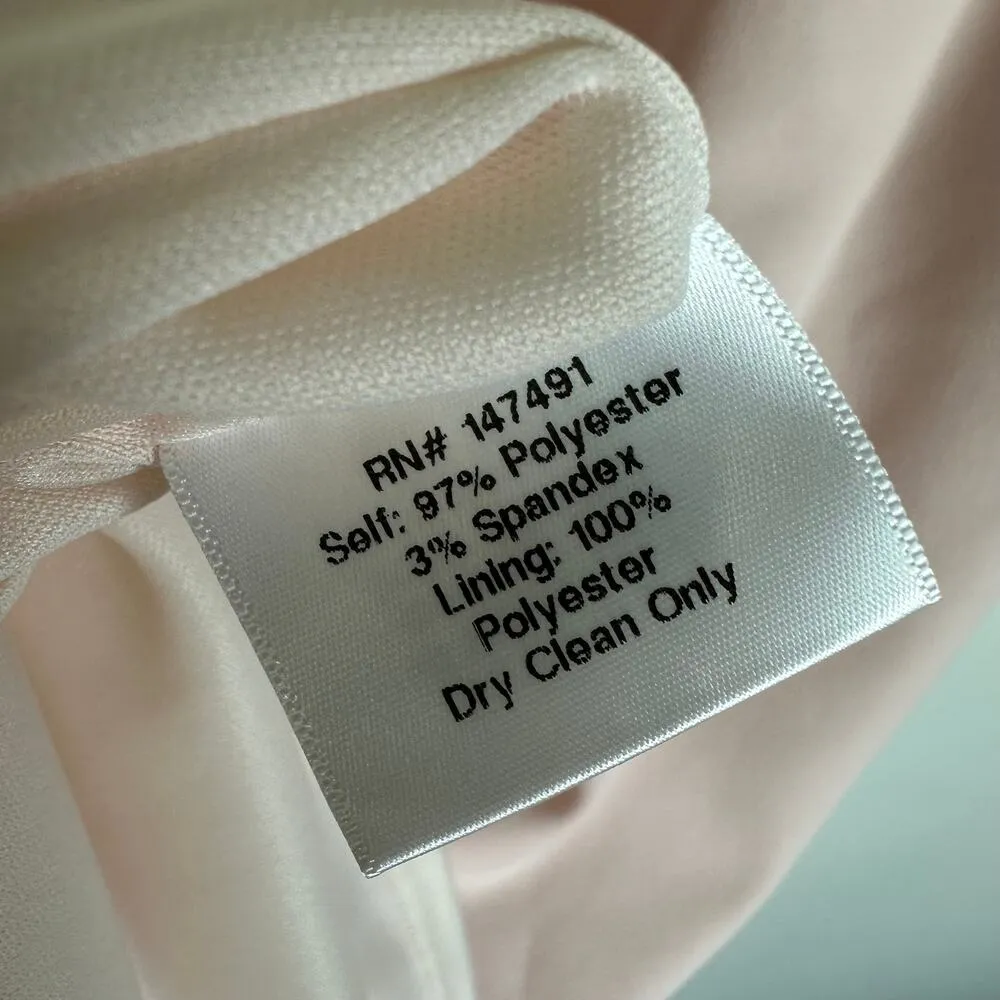 RN# 147491
Self: 97% Polyester
3% Spandex
Lining: 100%
Polyester
Dry Clean Only